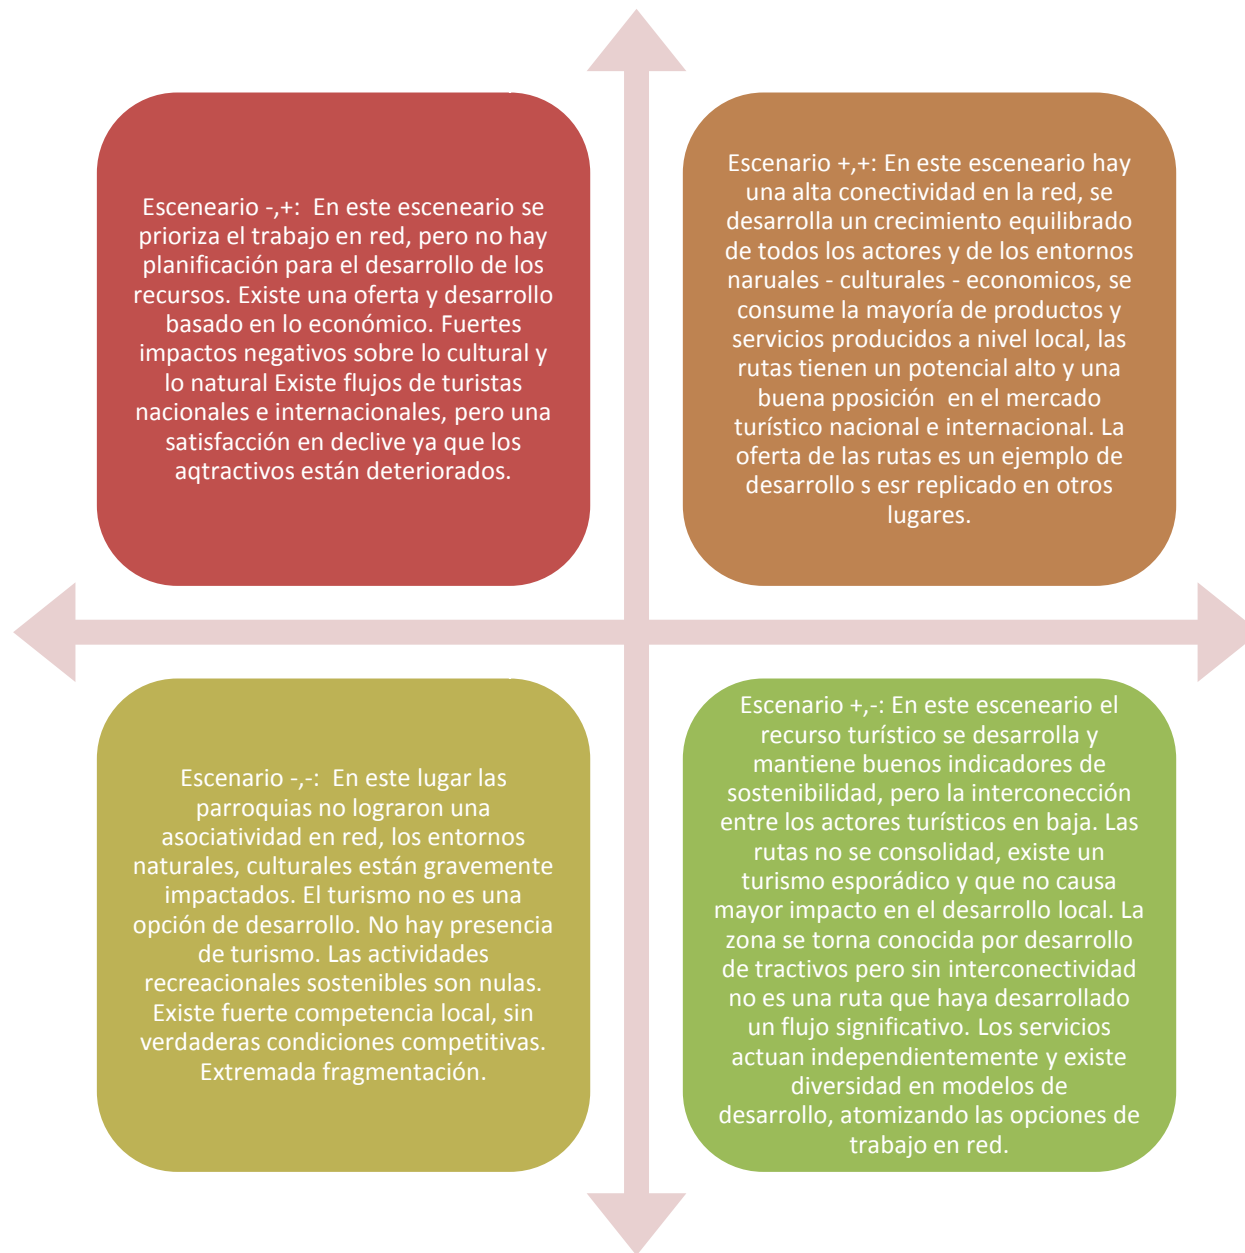 Esceneario -,+:  En este esceneario se
prioriza el trabajo en red, pero no hay
planificación para el desarrollo de los
recursos. Existe una oferta y desarrollo
basado en lo económico. Fuertes
impactos negativos sobre lo cultural y
lo natural Existe flujos de turistas
nacionales e internacionales, pero una
satisfacción en declive ya que los
aqtractivos están deteriorados.
Escenario +,+: En este esceneario hay
una alta conectividad en la red, se
desarrolla un crecimiento equilibrado
de todos los actores y de los entornos
naruales - culturales - economicos, se
consume la mayoría de productos y
servicios producidos a nivel local, las
rutas tienen un potencial alto y una
buena pposición  en el mercado
turístico nacional e internacional. La
oferta de las rutas es un ejemplo de
desarrollo s esr replicado en otros
lugares.
Escenario -,-:  En este lugar las
parroquias no lograron una
asociatividad en red, los entornos
naturales, culturales están gravemente
impactados. El turismo no es una
opción de desarrollo. No hay presencia
de turismo. Las actividades
recreacionales sostenibles son nulas.
Existe fuerte competencia local, sin
verdaderas condiciones competitivas.
Extremada fragmentación.
Escenario +,-: En este esceneario el
recurso turístico se desarrolla y
mantiene buenos indicadores de
sostenibilidad, pero la interconección
entre los actores turísticos en baja. Las
rutas no se consolidad, existe un
turismo esporádico y que no causa
mayor impacto en el desarrollo local. La
zona se torna conocida por desarrollo
de tractivos pero sin interconectividad
no es una ruta que haya desarrollado
un flujo significativo. Los servicios
actuan independientemente y existe
diversidad en modelos de
desarrollo, atomizando las opciones de
trabajo en red.